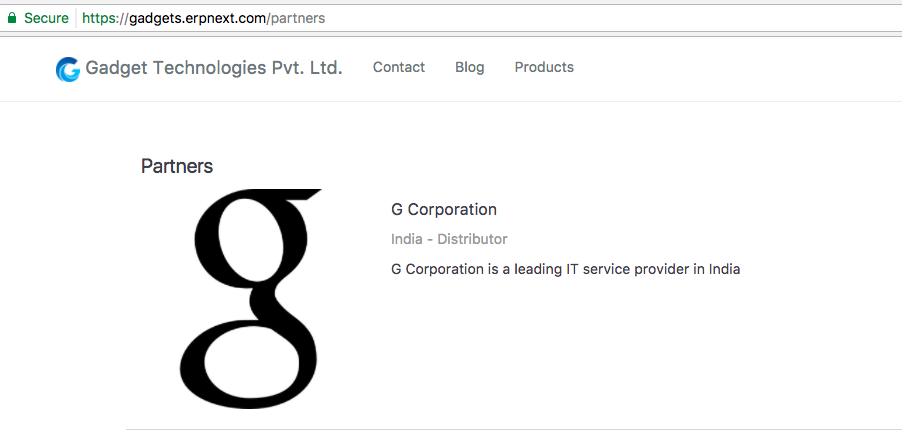 Secure https://gadgets.erpnext.com/partners
Gadget Technologies Pvt. Ltd. Contact Blog Products
Partners
g
G Corporation
India - Distributor
G Corporation is a leading IT service provider in India